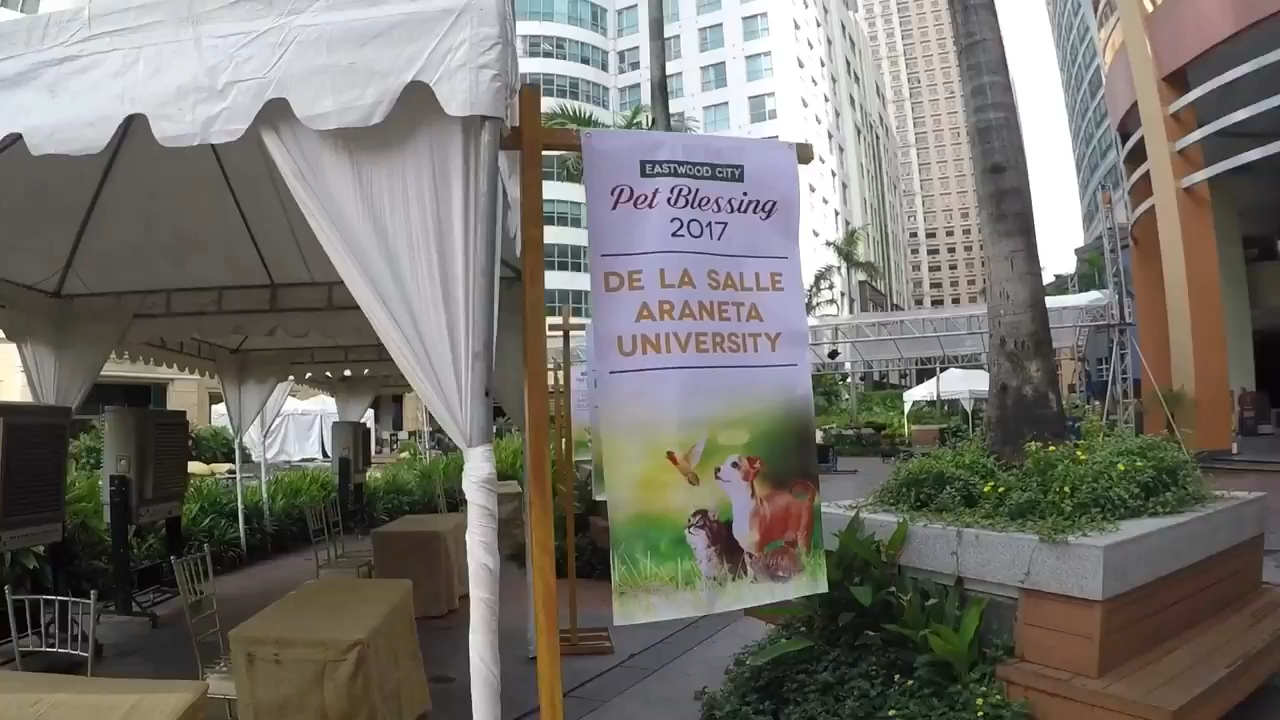 EASTWOOD CITY
Pet Blessing
2017
DE LA SALLE
ARANETA
UNIVERSITY